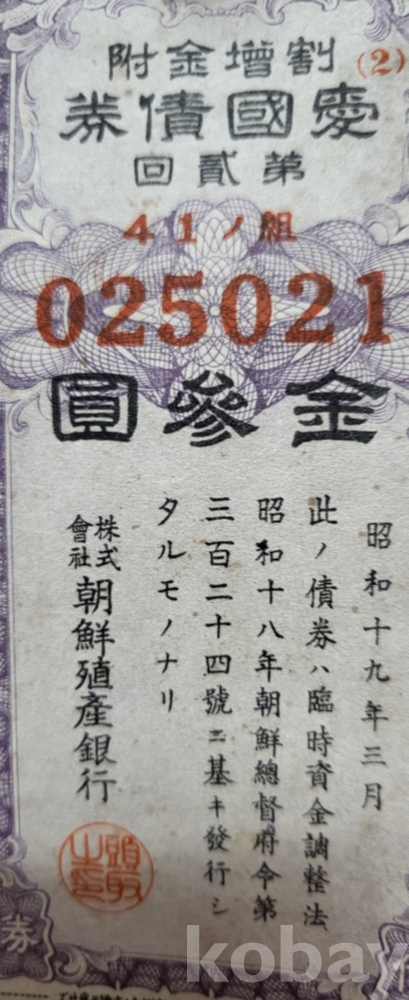 割增金附
(2)
愛國債券
第貳回
41ノ組
025021
金參圓
昭和十九年三月
此ノ債券ハ臨時資金調整法、
昭和十八年朝鮮總督府令第
三百二十四號ニ基キ發行シ
タルモノナリ
株式會社
朝鮮殖產銀行
頭取之印
券
kobay